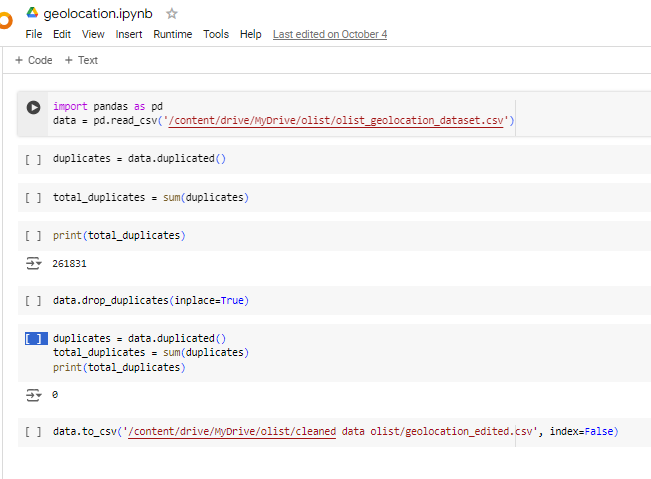 geolocation.ipynb
File Edit View Insert Runtime Tools Help Last edited on October 4
+ Code + Text
import pandas as pd
data = pd.read_csv('/content/drive/MyDrive/olist/olist_geolocation_dataset.csv')
[ ] duplicates = data.duplicated()
[ ] total_duplicates = sum(duplicates)
[ ] print(total_duplicates)
261831
[ ] data.drop_duplicates(inplace=True)
[ ] duplicates = data.duplicated()
total_duplicates = sum(duplicates)
print(total_duplicates)
0
[ ] data.to_csv('/content/drive/MyDrive/olist/cleaned data olist/geolocation_edited.csv', index=False)